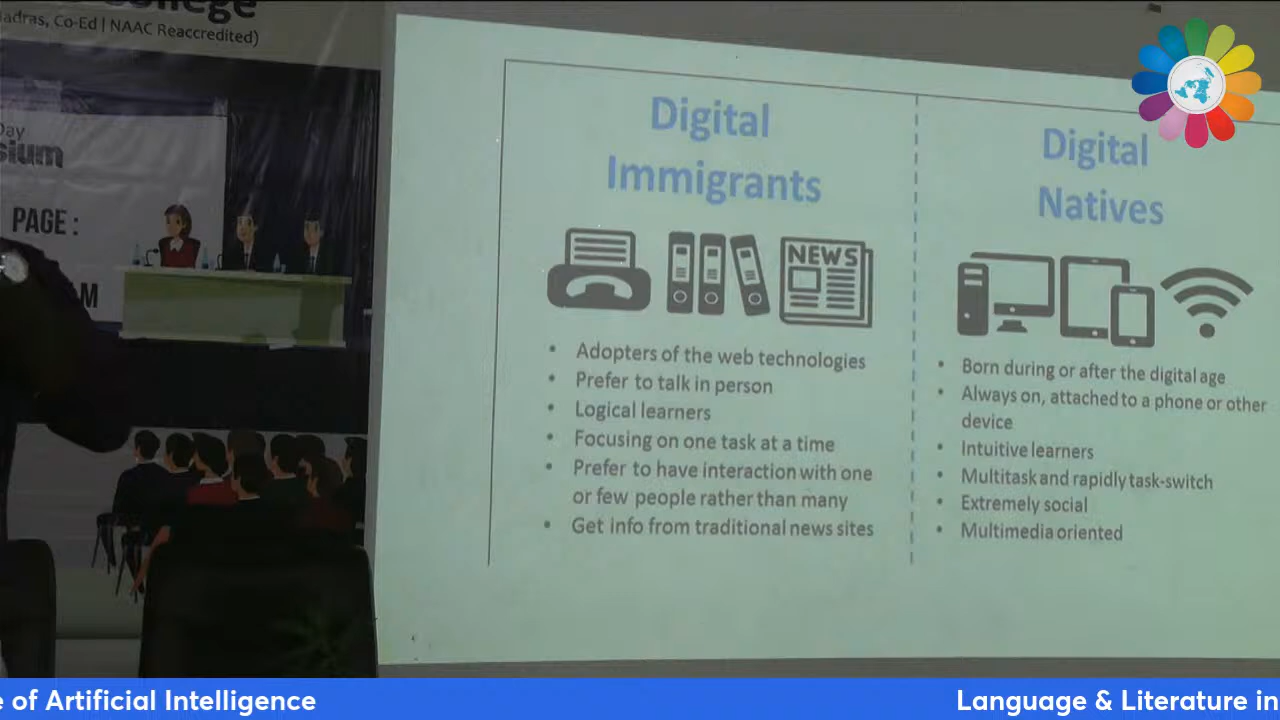 College
Madras, Co-Ed | NAAC Reaccredited)
Day
PAGE :
Digital
Immigrants
NEWS
• Adopters of the web technologies
• Prefer to talk in person
• Logical learners
• Focusing on one task at a time
• Prefer to have interaction with one
or few people rather than many
• Get info from traditional news sites
Digital
Natives
• Born during or after the digital age
• Always on, attached to a phone or other
device
• Intuitive learners
• Multitask and rapidly task-switch
• Extremely social
• Multimedia oriented
of Artificial Intelligence
Language & Literature in